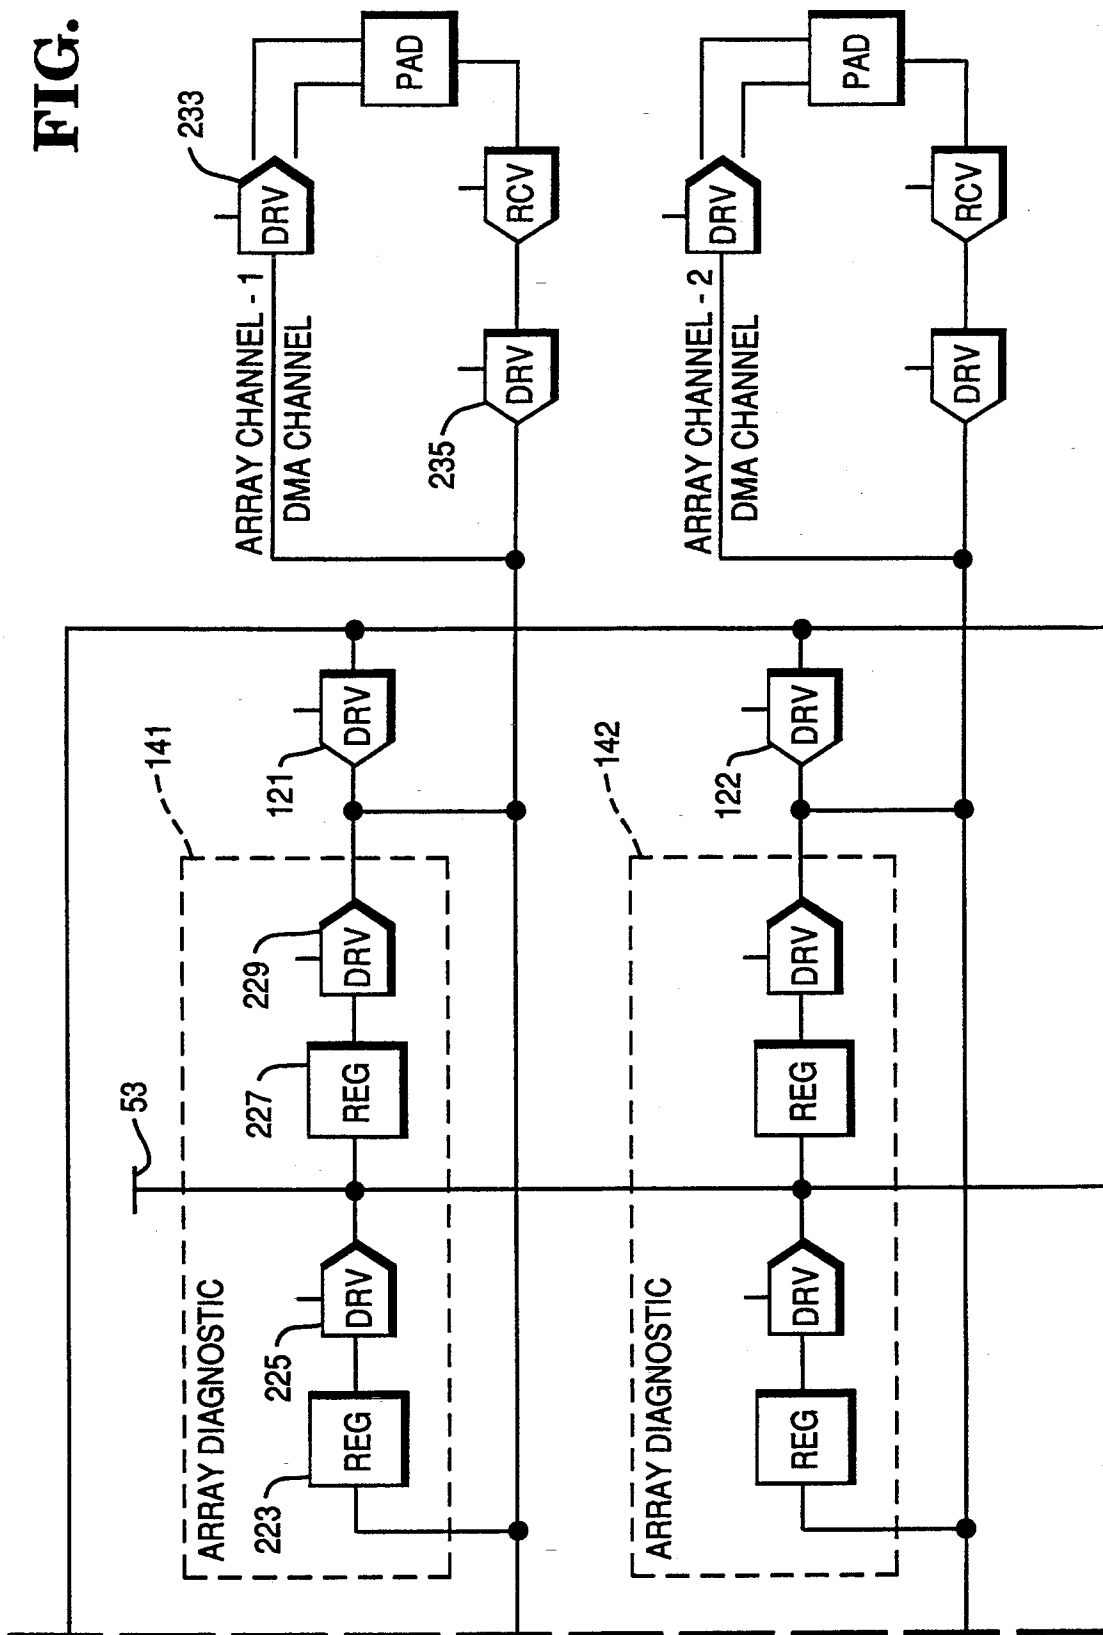 FIG.
ARRAY DIAGNOSTIC
223
REG
225
DRV
53
227
REG
229
DRV
141
121
DRV
ARRAY CHANNEL - 1
DMA CHANNEL
233
DRV
PAD
235
DRV
RCV
ARRAY DIAGNOSTIC
REG
DRV
REG
DRV
142
122
DRV
ARRAY CHANNEL - 2
DMA CHANNEL
DRV
PAD
DRV
RCV